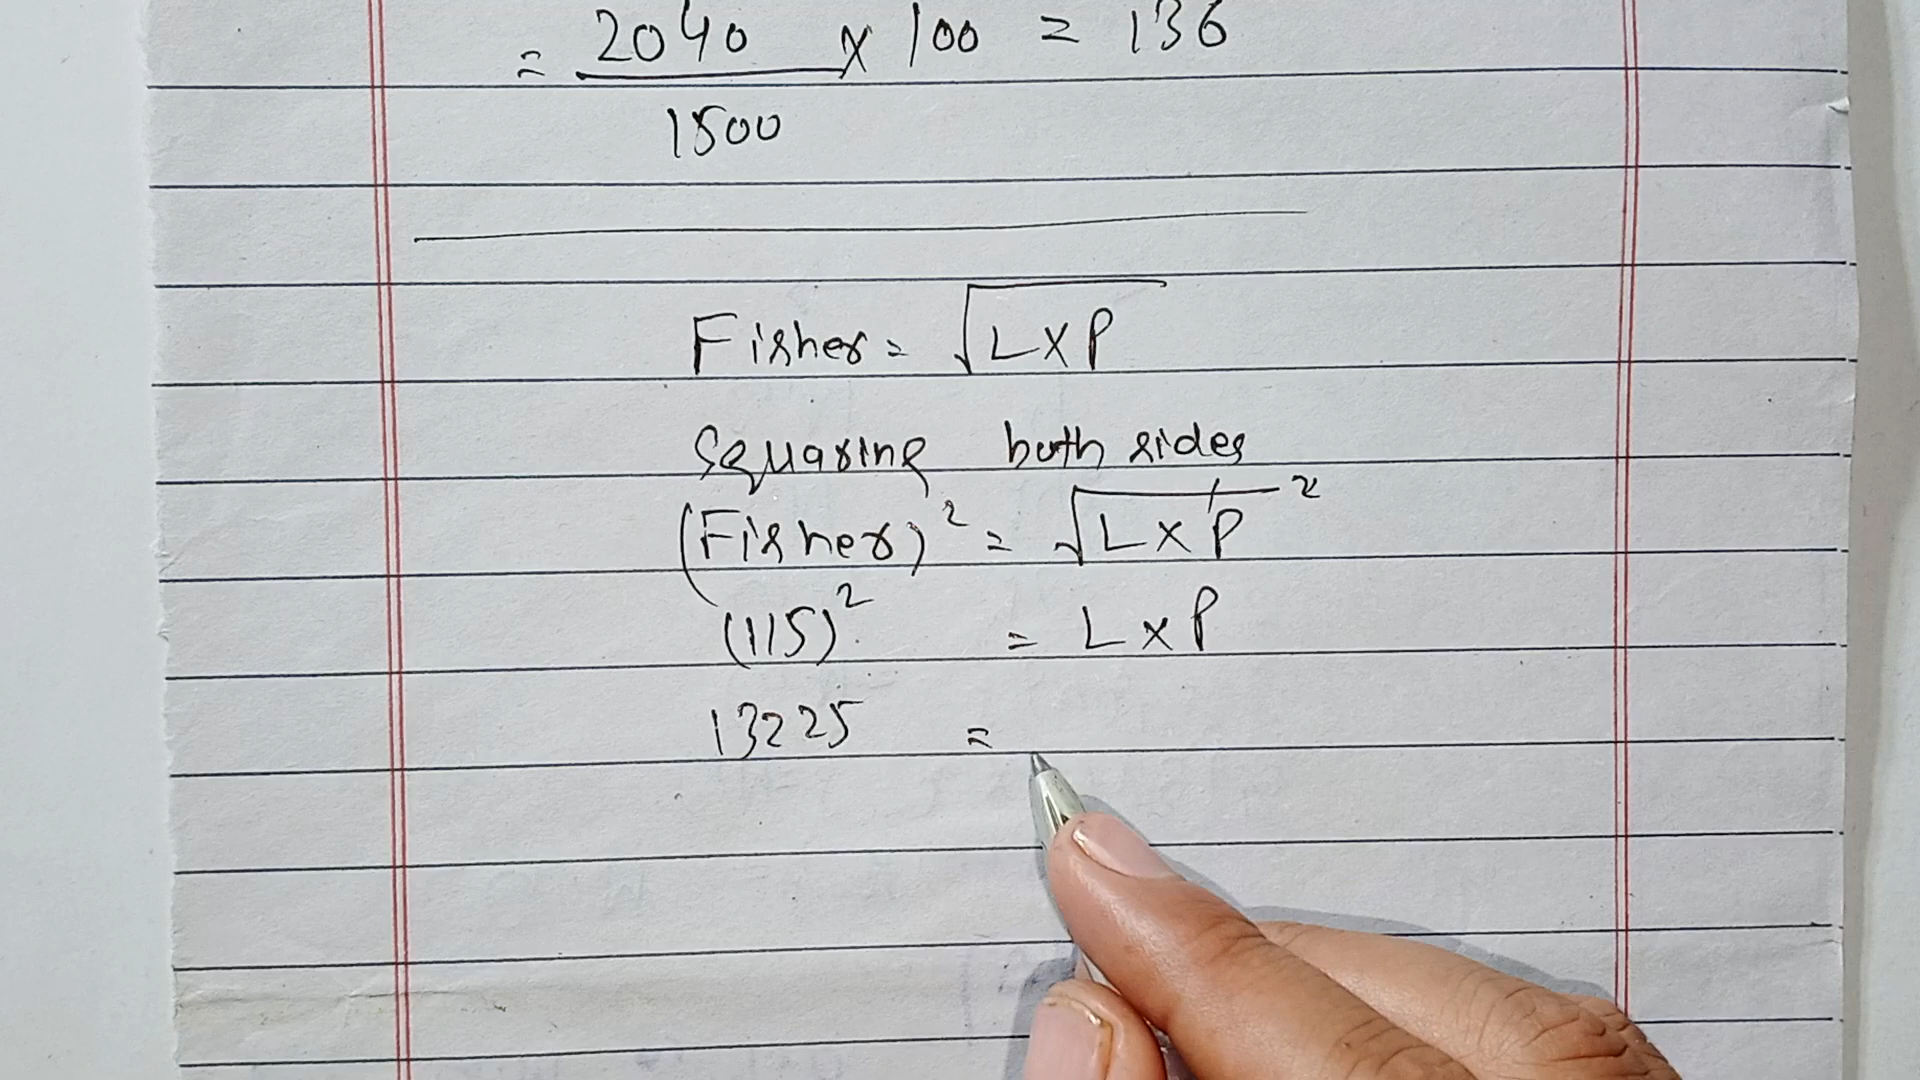 = 2040 × 100 = 136
1500
Fisher = √L×P
Squaring both sides
(Fisher)² = √L×P²
(115)² = L×P
13225 =